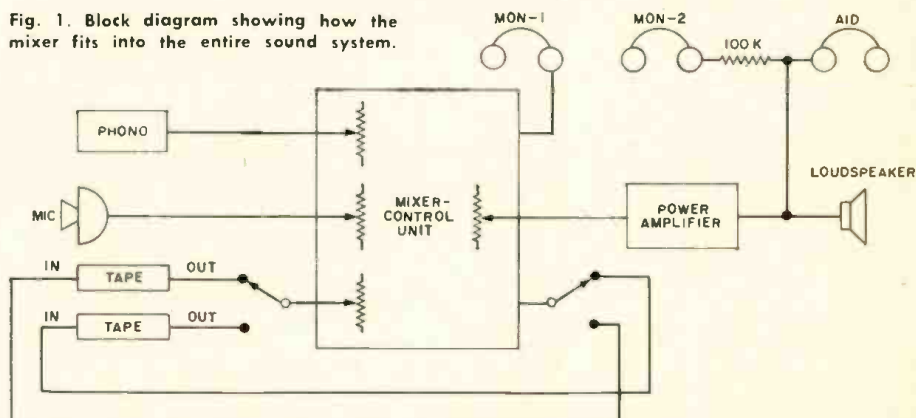 Fig. 1. Block diagram showing how the
mixer fits into the entire sound system.
MON-1
MON-2
100 K
AID
PHONO
MIC
MIXER-
CONTROL
UNIT
POWER
AMPLIFIER
LOUDSPEAKER
IN
TAPE
OUT
IN
TAPE
OUT